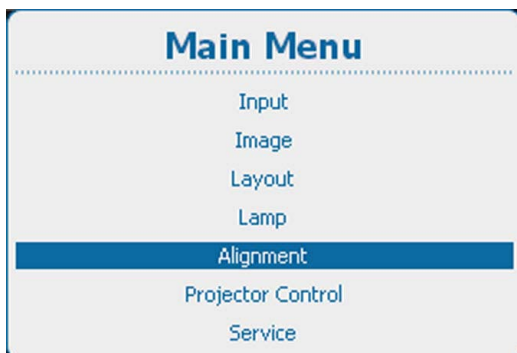 Main Menu
Input
Image
Layout
Lamp
Alignment
Projector Control
Service